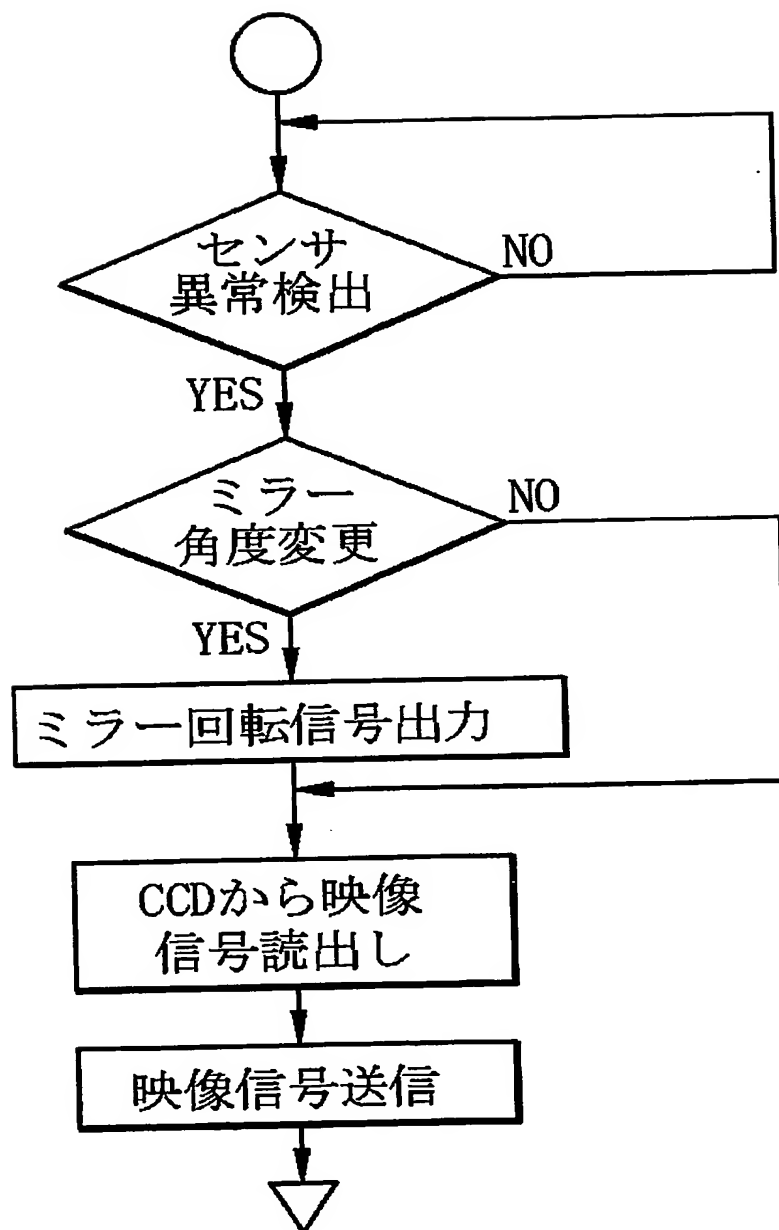 センサ
異常検出
NO
YES
ミラー
角度変更
NO
YES
ミラー回転信号出力
CCDから映像
信号読出し
映像信号送信